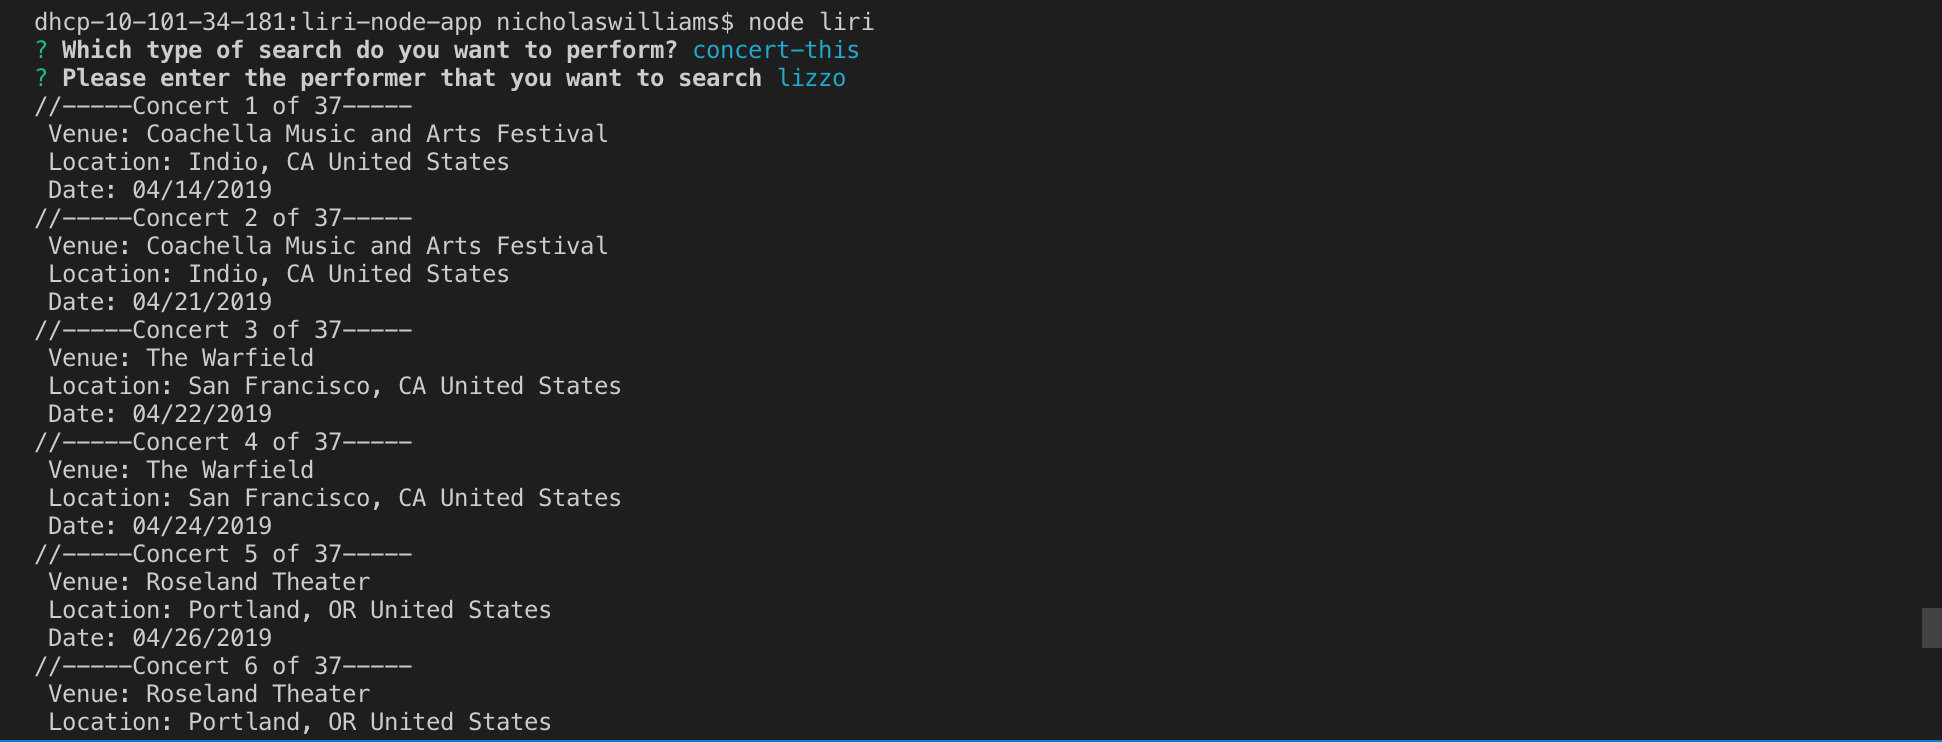 dhcp-10-101-34-181:liri-node-app nicholaswilliams$ node liri
? Which type of search do you want to perform? concert-this
? Please enter the performer that you want to search lizzo
//-----Concert 1 of 37-----
Venue: Coachella Music and Arts Festival
Location: Indio, CA United States
Date: 04/14/2019
//-----Concert 2 of 37-----
Venue: Coachella Music and Arts Festival
Location: Indio, CA United States
Date: 04/21/2019
//-----Concert 3 of 37-----
Venue: The Warfield
Location: San Francisco, CA United States
Date: 04/22/2019
//-----Concert 4 of 37-----
Venue: The Warfield
Location: San Francisco, CA United States
Date: 04/24/2019
//-----Concert 5 of 37-----
Venue: Roseland Theater
Location: Portland, OR United States
Date: 04/26/2019
//-----Concert 6 of 37-----
Venue: Roseland Theater
Location: Portland, OR United States